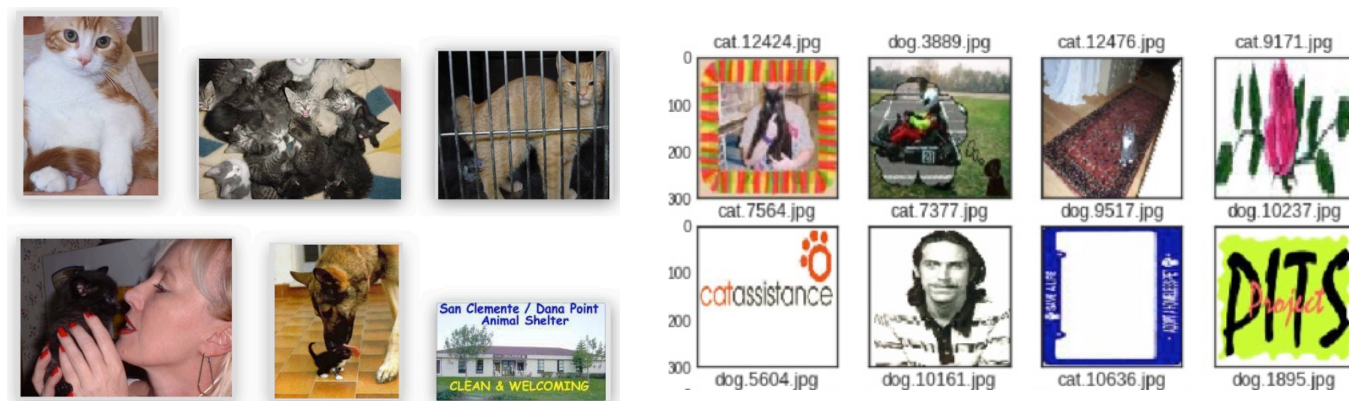 San Clemente / Dana Point
Animal Shelter
CLEAN & WELCOMING
cat.12424.jpg
dog.3889.jpg
cat.12476.jpg
cat.9171.jpg
0
100
200
300
cat.7564.jpg
cat.7377.jpg
dog.9517.jpg
dog.10237.jpg
0
100
200
300
catassistance
PITS
Project
dog.5604.jpg
dog.10161.jpg
cat.10636.jpg
dog.1895.jpg